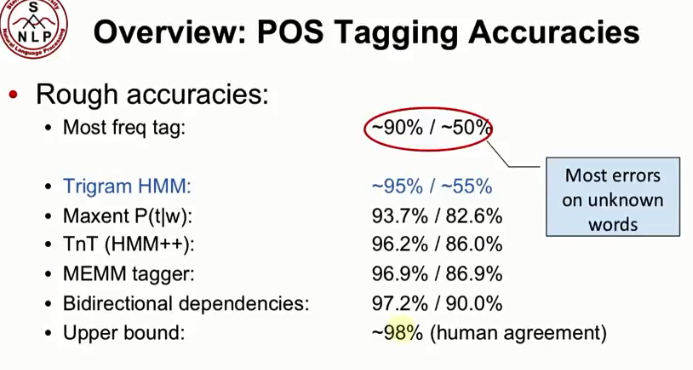 S
N L P
Overview: POS Tagging Accuracies
• Rough accuracies:
• Most freq tag: ~90% / ~50%
Most errors
on unknown
words
• Trigram HMM: ~95% / ~55%
• Maxent P(t|w): 93.7% / 82.6%
• TnT (HMM++): 96.2% / 86.0%
• MEMM tagger: 96.9% / 86.9%
• Bidirectional dependencies: 97.2% / 90.0%
• Upper bound: ~98% (human agreement)